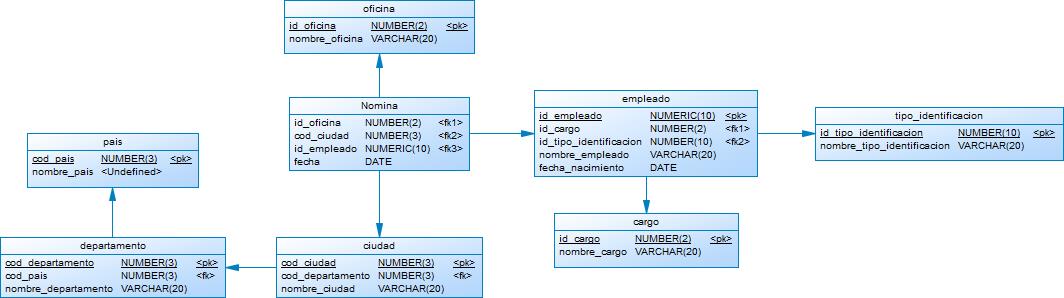 oficina
id_oficina NUMBER(2) <pk>
nombre_oficina VARCHAR(20)
Nomina
id_oficina NUMBER(2) <fk1>
cod_ciudad NUMBER(3) <fk2>
id_empleado NUMERIC(10) <fk3>
fecha DATE
empleado
id_empleado NUMERIC(10) <pk>
id_cargo NUMBER(2) <fk1>
id_tipo_identificacion NUMBER(10) <fk2>
nombre_empleado VARCHAR(20)
fecha_nacimiento DATE
tipo_identificacion
id_tipo_identificacion NUMBER(10) <pk>
nombre_tipo_identificacion VARCHAR(20)
pais
cod_pais NUMBER(3) <pk>
nombre_pais <Undefined>
cargo
id_cargo NUMBER(2) <pk>
nombre_cargo VARCHAR(20)
departamento
cod_departamento NUMBER(3) <pk>
cod_pais NUMBER(3) <fk>
nombre_departamento VARCHAR(20)
ciudad
cod_ciudad NUMBER(3) <pk>
cod_departamento NUMBER(3) <fk>
nombre_ciudad VARCHAR(20)